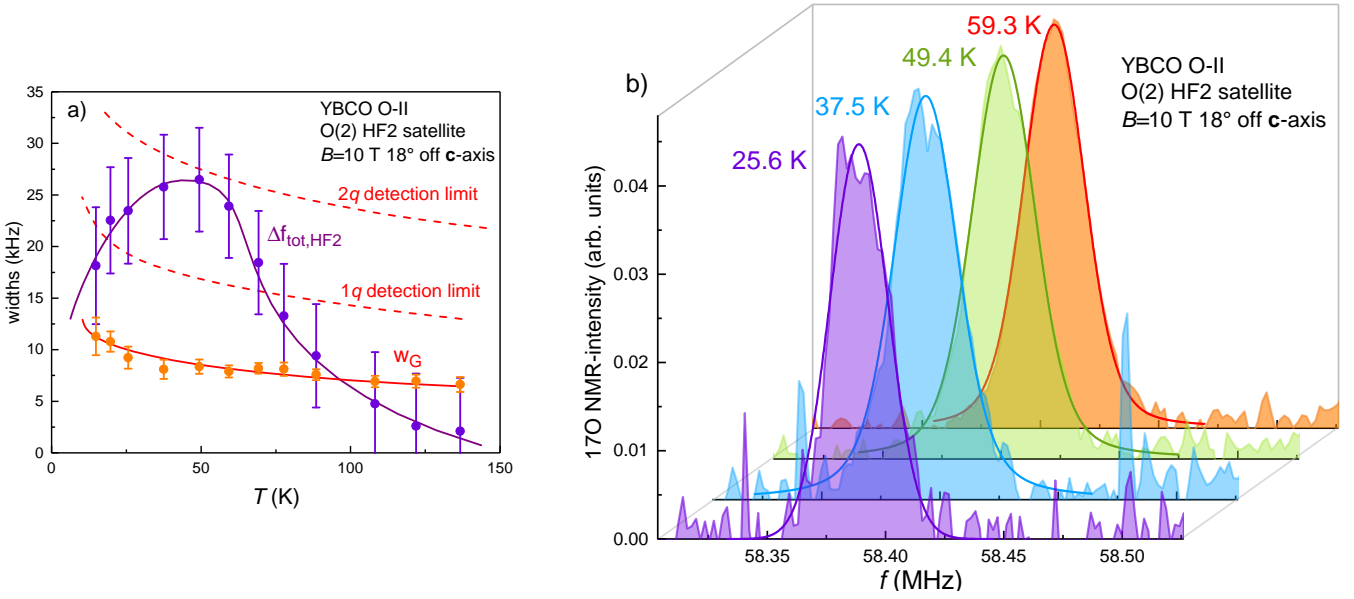 a)
YBCO O-II
O(2) HF2 satellite
B=10 T 18° off c-axis
2q detection limit
Δf_tot,HF2
1q detection limit
w_G
widths (kHz)
35
30
25
20
15
10
5
0
0 50 100 150
T (K)
b)
59.3 K
49.4 K
37.5 K
25.6 K
YBCO O-II
O(2) HF2 satellite
B=10 T 18° off c-axis
17O NMR-intensity (arb. units)
0.04
0.03
0.02
0.01
0.00
58.35 58.40 58.45 58.50
f (MHz)